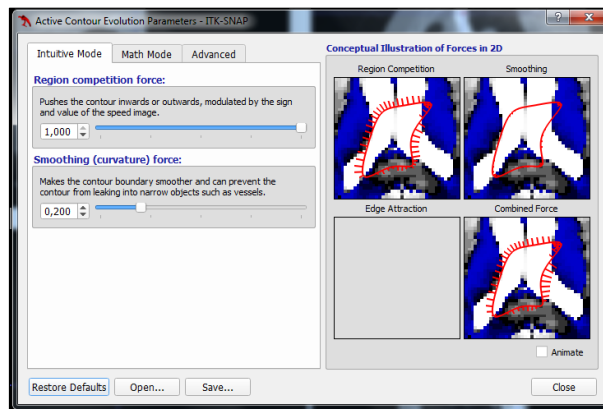 Active Contour Evolution Parameters - ITK-SNAP
Intuitive Mode
Math Mode
Advanced
Region competition force:
Pushes the contour inwards or outwards, modulated by the sign
and value of the speed image.
1,000
Smoothing (curvature) force:
Makes the contour boundary smoother and can prevent the
contour from leaking into narrow objects such as vessels.
0,200
Conceptual Illustration of Forces in 2D
Region Competition
Smoothing
Edge Attraction
Combined Force
Animate
Restore Defaults
Open...
Save...
Close